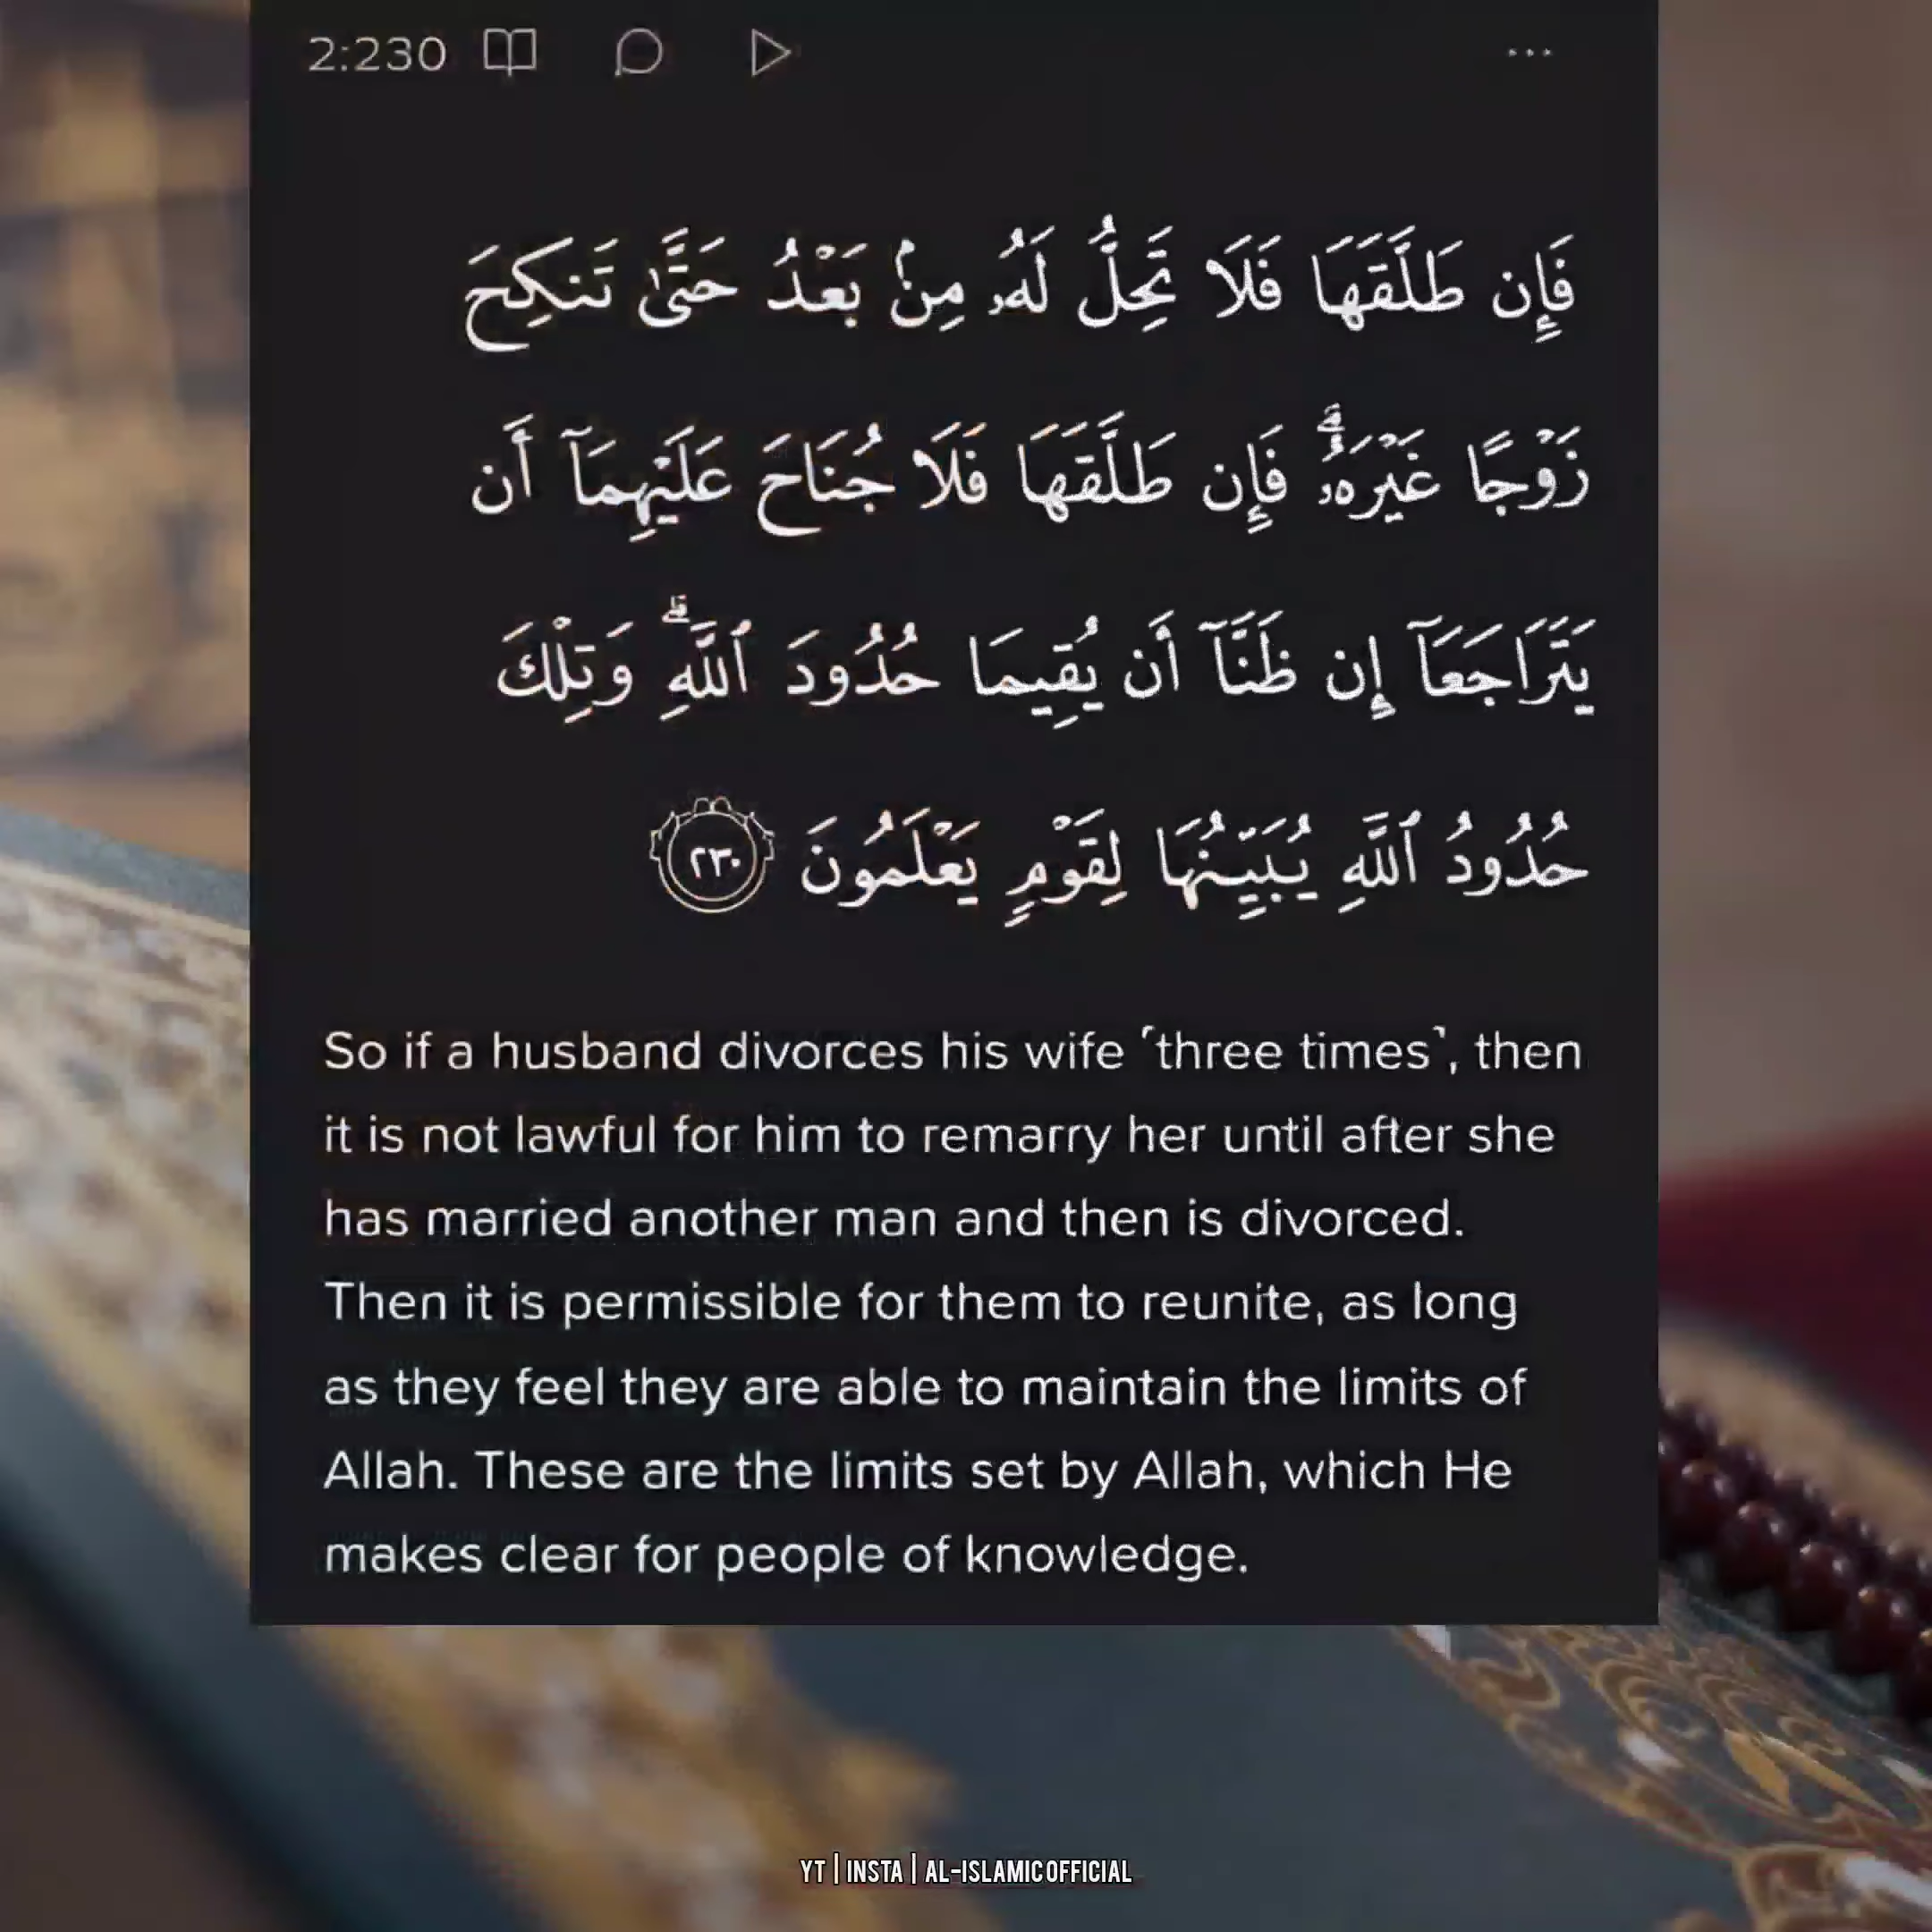 2:230
فَإِن طَلَّقَهَا فَلَا تَحِلُّ لَهُۥ مِنۢ بَعْدُ حَتَّىٰ تَنكِحَ
زَوْجًا غَيْرَهُۥ ۗ فَإِن طَلَّقَهَا فَلَا جُنَاحَ عَلَيْهِمَآ أَن
يَتَرَاجَعَآ إِن ظَنَّآ أَن يُقِيمَا حُدُودَ ٱللَّهِ ۗ وَتِلْكَ
حُدُودُ ٱللَّهِ يُبَيِّنُهَا لِقَوْمٍ يَعْلَمُونَ ٢٣٠
So if a husband divorces his wife ˹three times˺, then
it is not lawful for him to remarry her until after she
has married another man and then is divorced.
Then it is permissible for them to reunite, as long
as they feel they are able to maintain the limits of
Allah. These are the limits set by Allah, which He
makes clear for people of knowledge.
YT | INSTA | AL-ISLAMICOFFICIAL